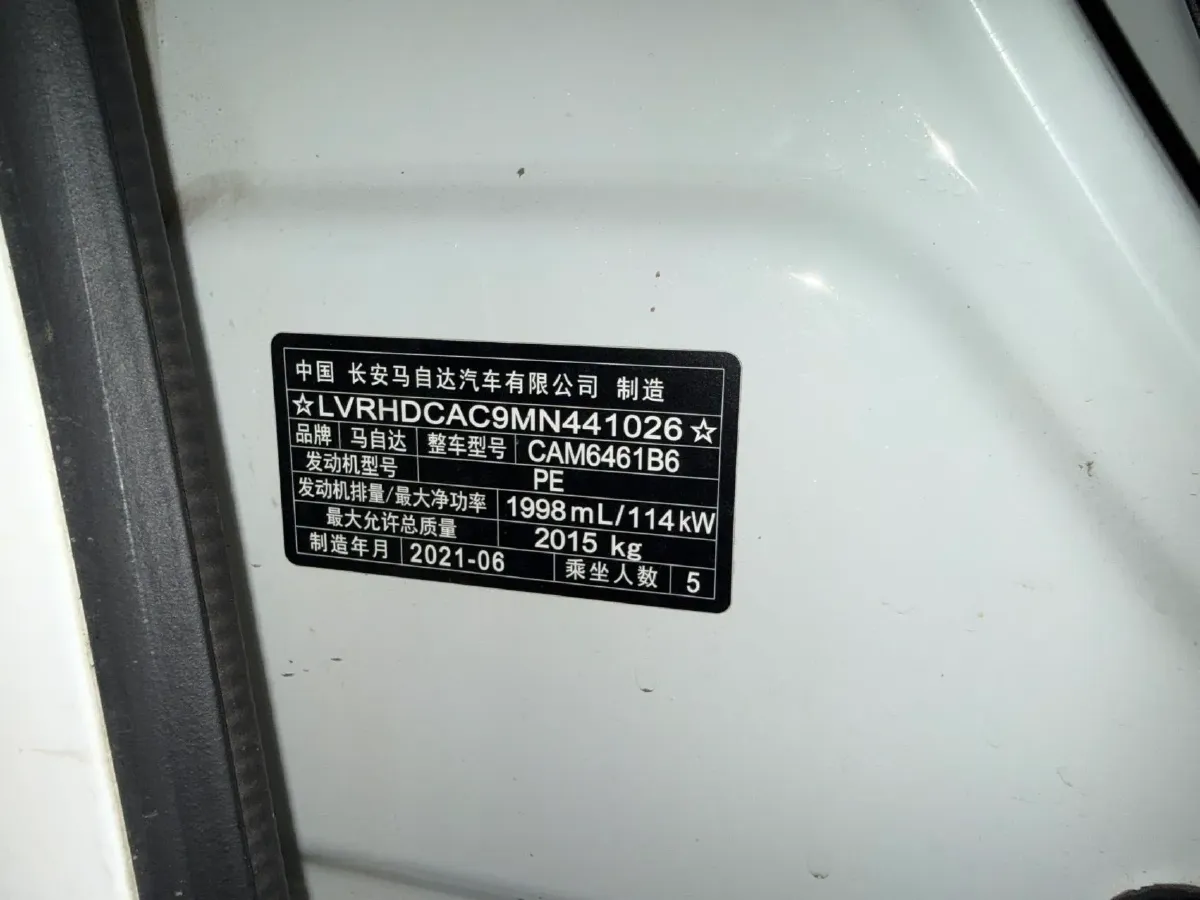 中国 长安马自达汽车有限公司 制造
☆LVRHDCAC9MN441026☆
品牌 马自达 整车型号 CAM6461B6
发动机型号 PE
发动机排量/最大净功率 1998mL/114kW
最大允许总质量 2015 kg
制造年月 2021-06 乘坐人数 5